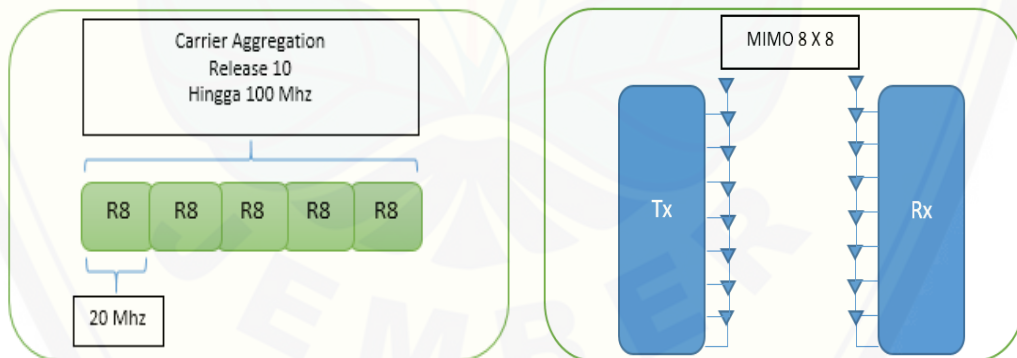 Carrier Aggregation
Release 10
Hingga 100 Mhz
R8 R8 R8 R8 R8
20 Mhz
MIMO 8 X 8
Tx
Rx
JEMBER